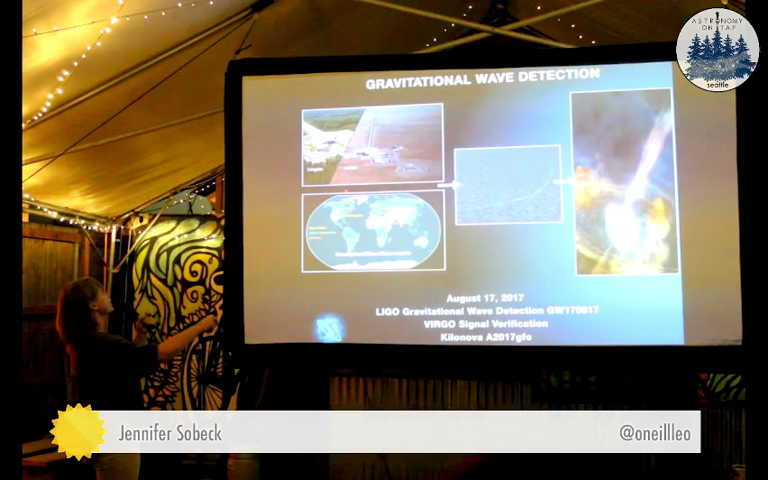 ASTRONOMY
ON TAP
seattle
GRAVITATIONAL WAVE DETECTION
August 17, 2017
LIGO Gravitational Wave Detection GW170817
VIRGO Signal Verification
Kilonova A2017gfo
Jennifer Sobeck
@oneillleo